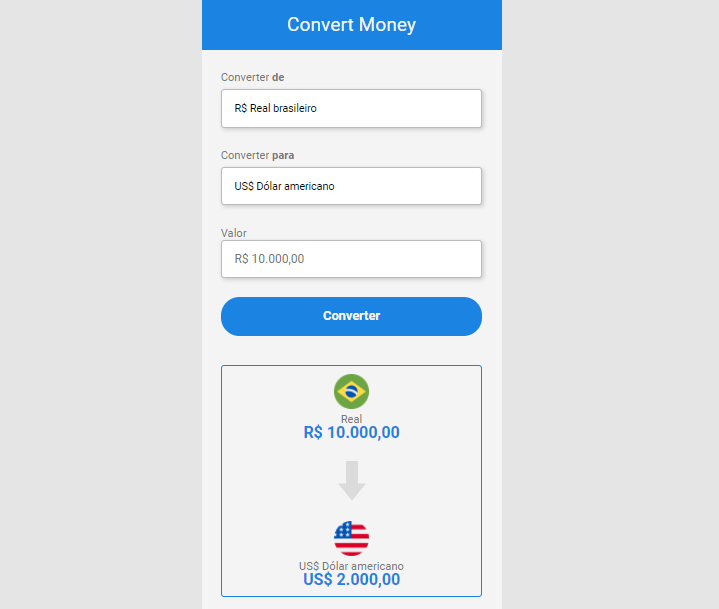 Convert Money
Converter de
R$ Real brasileiro
Converter para
US$ Dólar americano
Valor
R$ 10.000,00
Converter
Real
R$ 10.000,00
US$ Dólar americano
US$ 2.000,00